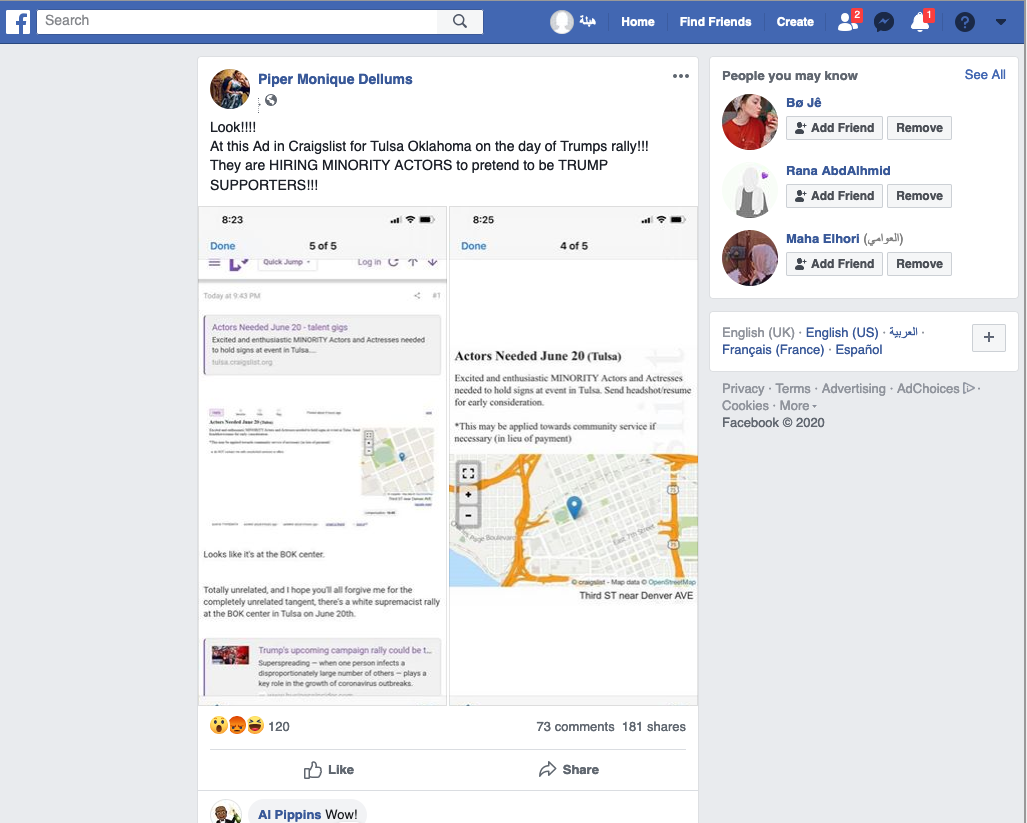 Search
هيلة
Home
Find Friends
Create
2
1
Piper Monique Dellums
Look!!!!
At this Ad in Craigslist for Tulsa Oklahoma on the day of Trumps rally!!!
They are HIRING MINORITY ACTORS to pretend to be TRUMP
SUPPORTERS!!!
8:23
Done
5 of 5
Quick Jump
Log in
Today at 9:43 PM
#1
Actors Needed June 20 - talent gigs
Excited and enthusiastic MINORITY Actors and Actresses needed
to hold signs at event in Tulsa....
tulsa.craigslist.org
Actors Needed June 20 (Tulsa)
Looks like it's at the BOK center.
Totally unrelated, and I hope you'll all forgive me for the
completely unrelated tangent, there's a white supremacist rally
at the BOK center in Tulsa on June 20th.
Trump's upcoming campaign rally could be t...
Superspreading — when one person infects a
disproportionately large number of others — plays a
key role in the growth of coronavirus outbreaks.
8:25
Done
4 of 5
Actors Needed June 20 (Tulsa)
Excited and enthusiastic MINORITY Actors and Actresses
needed to hold signs at event in Tulsa. Send headshot/resume
for early consideration.
*This may be applied towards community service if
necessary (in lieu of payment)
East 7th Street
75
75
© craigslist - Map data © OpenStreetMap
Third ST near Denver AVE
120
73 comments 181 shares
Like
Share
Al Pippins Wow!
People you may know
See All
Bø Jê
Add Friend
Remove
Rana AbdAlhmid
Add Friend
Remove
Maha Elhori (العوامي)
Add Friend
Remove
English (UK) · English (US) · العربية ·
Français (France) · Español
Privacy · Terms · Advertising · AdChoices ·
Cookies · More
Facebook © 2020